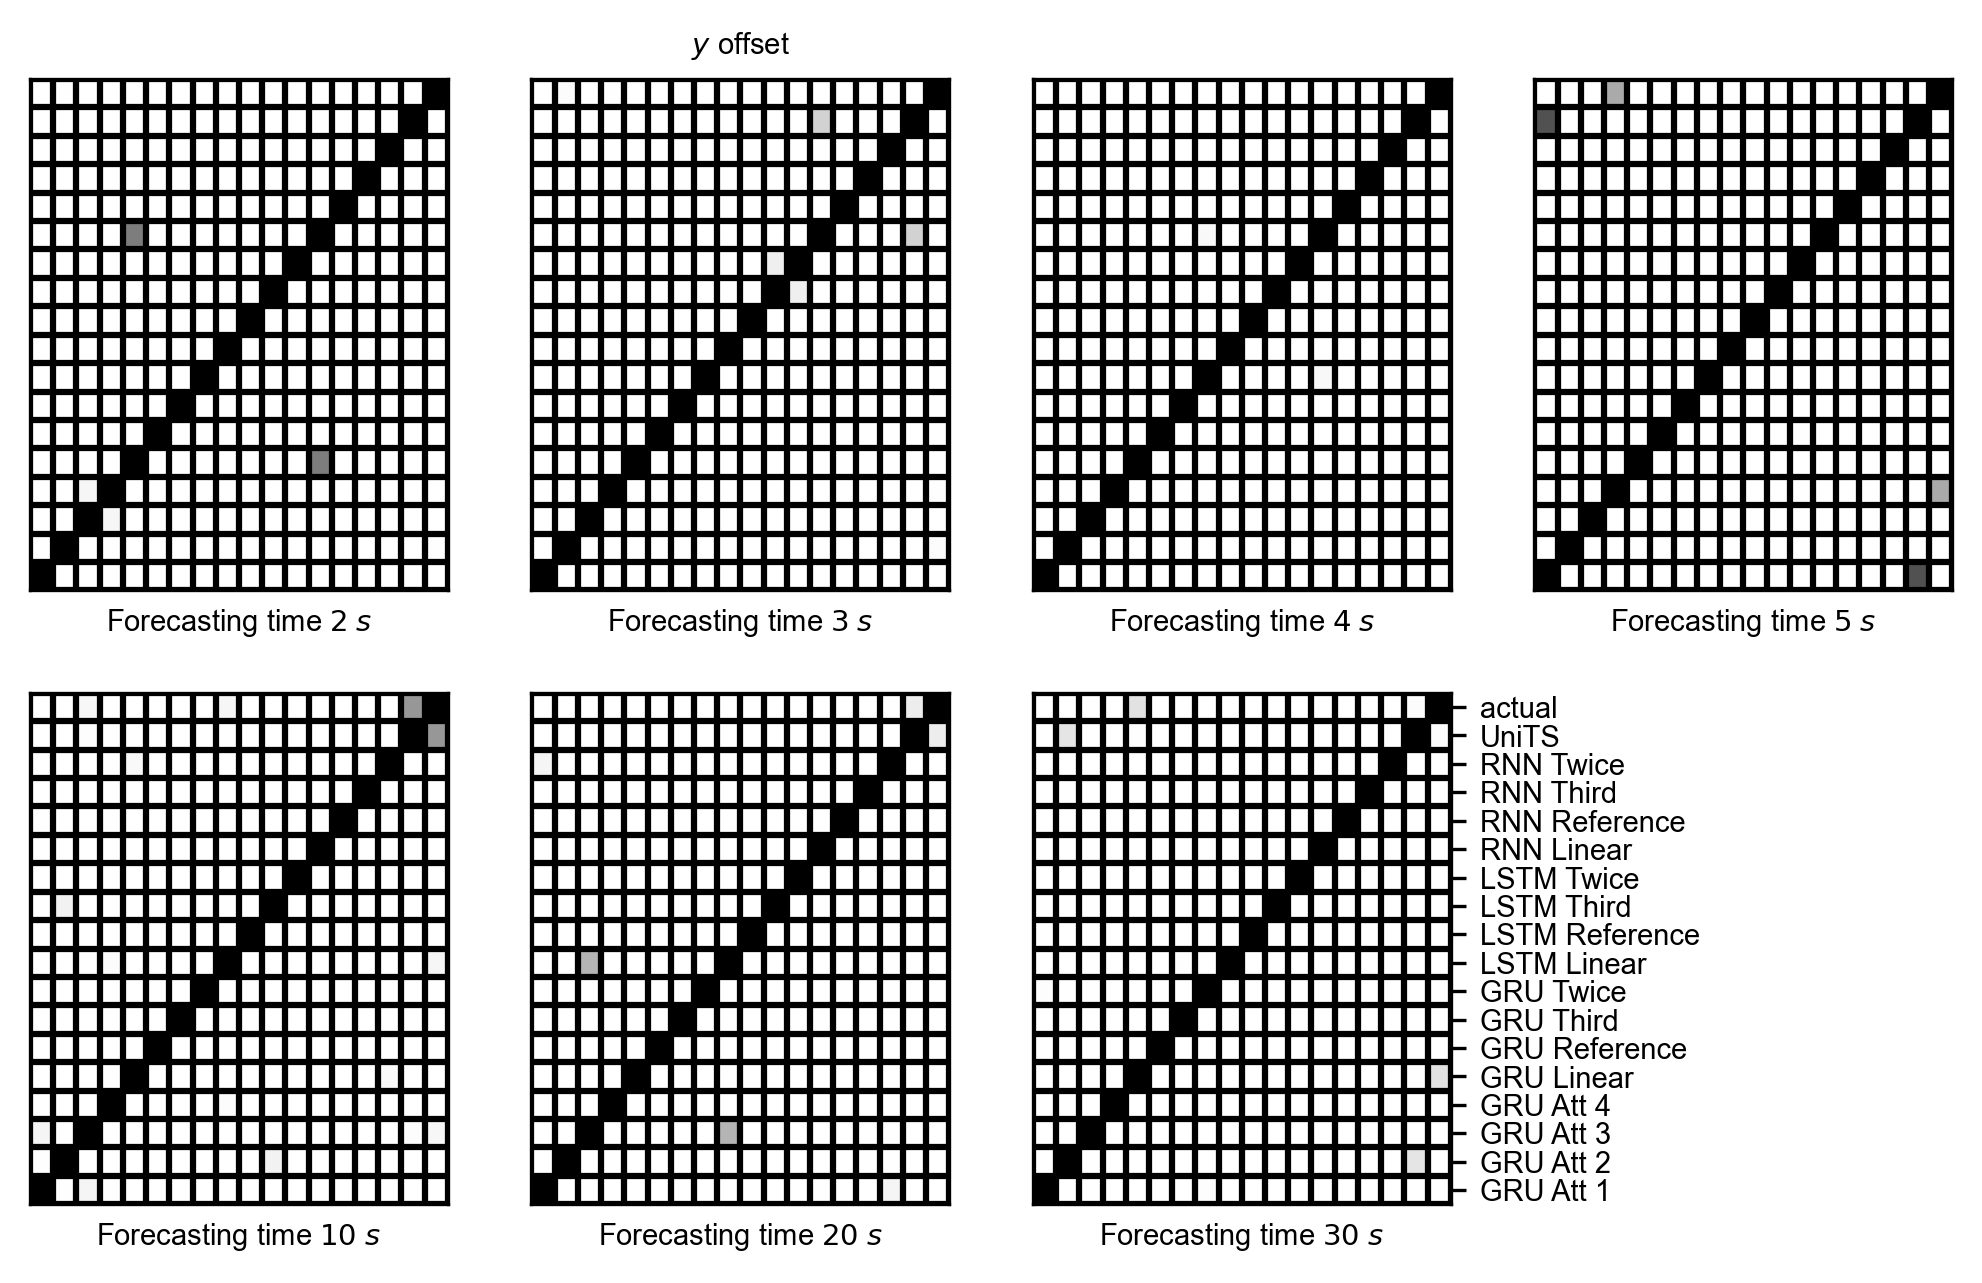 y offset
Forecasting time 2 s
Forecasting time 3 s
Forecasting time 4 s
Forecasting time 5 s
actual
UniTS
RNN Twice
RNN Third
RNN Reference
RNN Linear
LSTM Twice
LSTM Third
LSTM Reference
LSTM Linear
GRU Twice
GRU Third
GRU Reference
GRU Linear
GRU Att 4
GRU Att 3
GRU Att 2
GRU Att 1
Forecasting time 10 s
Forecasting time 20 s
Forecasting time 30 s